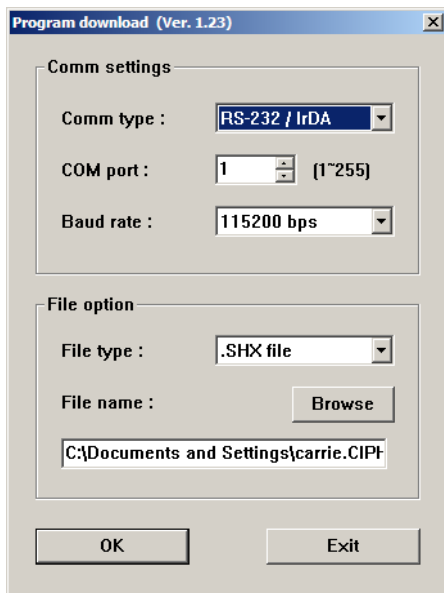 Program download (Ver. 1.23)
Comm settings
Comm type : RS-232 / IrDA
COM port : 1 (1~255)
Baud rate : 115200 bps
File option
File type : .SHX file
File name : Browse
C:\Documents and Settings\carrie.CIPH
OK Exit